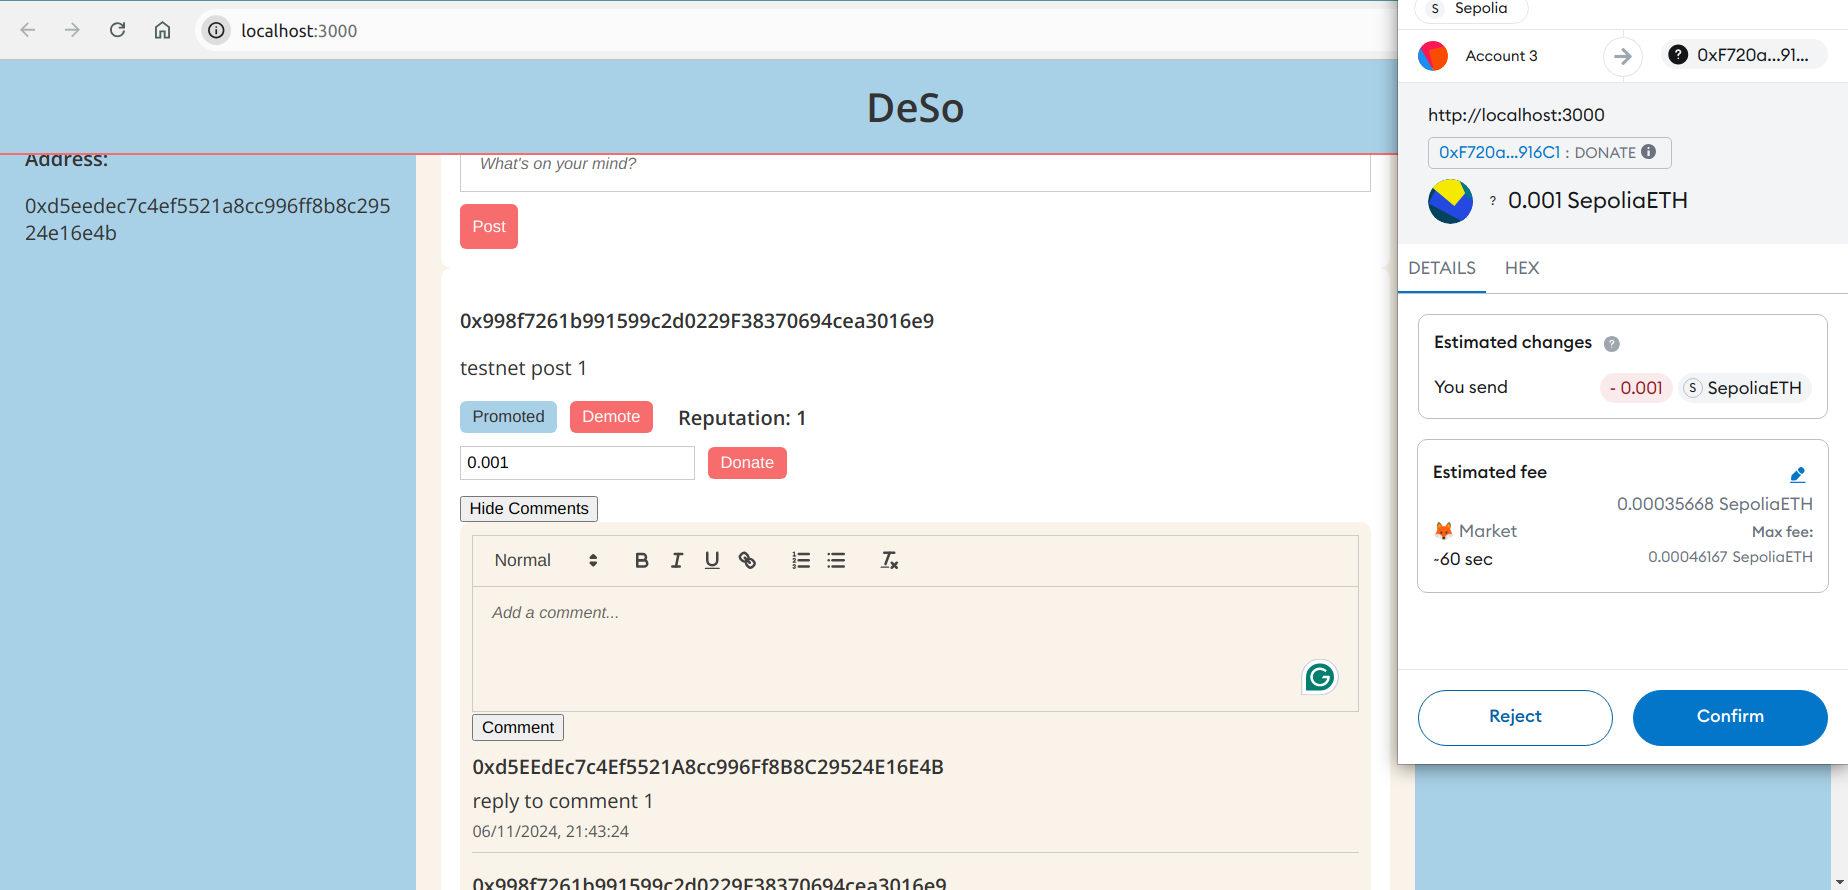 localhost:3000
DeSo
Address:
0xd5eedec7c4ef5521a8cc996ff8b8c295
24e16e4b
What's on your mind?
Post
0x998f7261b991599c2d0229F38370694cea3016e9
testnet post 1
Promoted Demote Reputation: 1
0.001 Donate
Hide Comments
Normal B I U
Add a comment...
Comment
0xd5EEdEc7c4Ef5521A8cc996Ff8B8C29524E16E4B
reply to comment 1
06/11/2024, 21:43:24
0x998f7261b991599c2d0229F38370694cea3016e9
S Sepolia
Account 3 ? 0xF720a...91...
http://localhost:3000
0xF720a...916C1 : DONATE
? 0.001 SepoliaETH
DETAILS HEX
Estimated changes ?
You send - 0.001 S SepoliaETH
Estimated fee
0.00035668 SepoliaETH
Market Max fee:
~60 sec 0.00046167 SepoliaETH
Reject Confirm